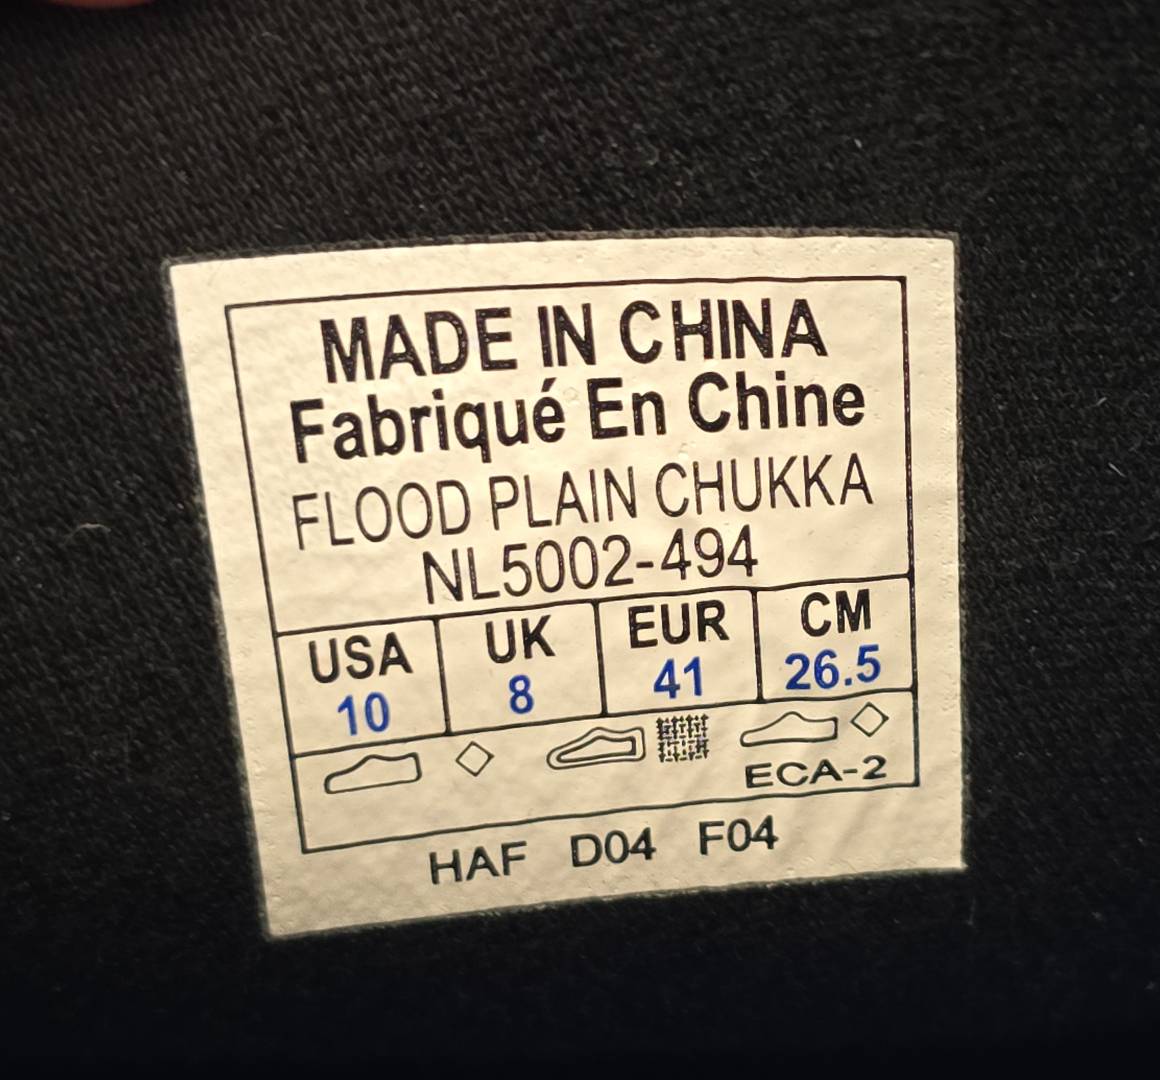 MADE IN CHINA
Fabriqué En Chine
FLOOD PLAIN CHUKKA
NL5002-494
USA UK EUR CM
10 8 41 26.5
ECA-2
HAF D04 F04